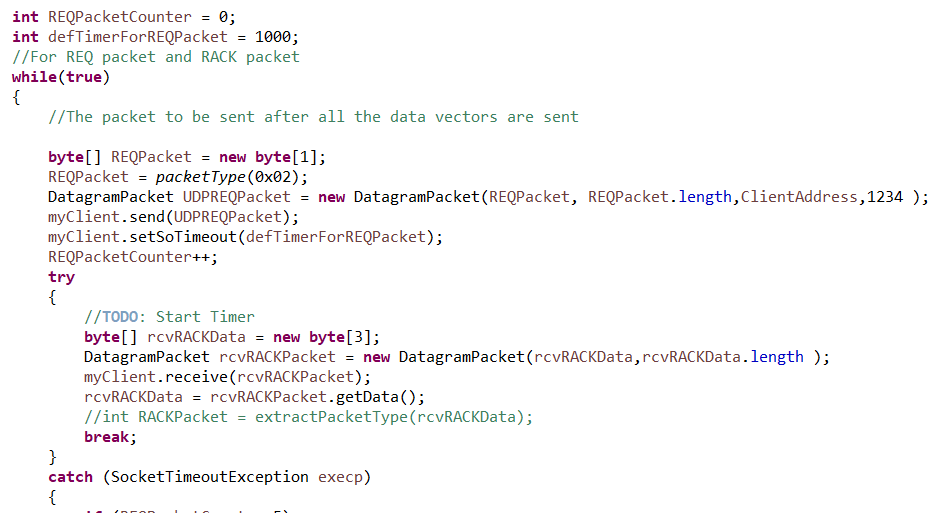 int REQPacketCounter = 0;
int defTimerForREQPacket = 1000;
//For REQ packet and RACK packet
while(true)
{
//The packet to be sent after all the data vectors are sent
byte[] REQPacket = new byte[1];
REQPacket = packetType(0x02);
DatagramPacket UDPREQPacket = new DatagramPacket(REQPacket, REQPacket.length,ClientAddress,1234 );
myClient.send(UDPREQPacket);
myClient.setSoTimeout(defTimerForREQPacket);
REQPacketCounter++;
try
{
//TODO: Start Timer
byte[] rcvRACKData = new byte[3];
DatagramPacket rcvRACKPacket = new DatagramPacket(rcvRACKData,rcvRACKData.length );
myClient.receive(rcvRACKPacket);
rcvRACKData = rcvRACKPacket.getData();
//int RACKPacket = extractPacketType(rcvRACKData);
break;
}
catch (SocketTimeoutException execp)
{